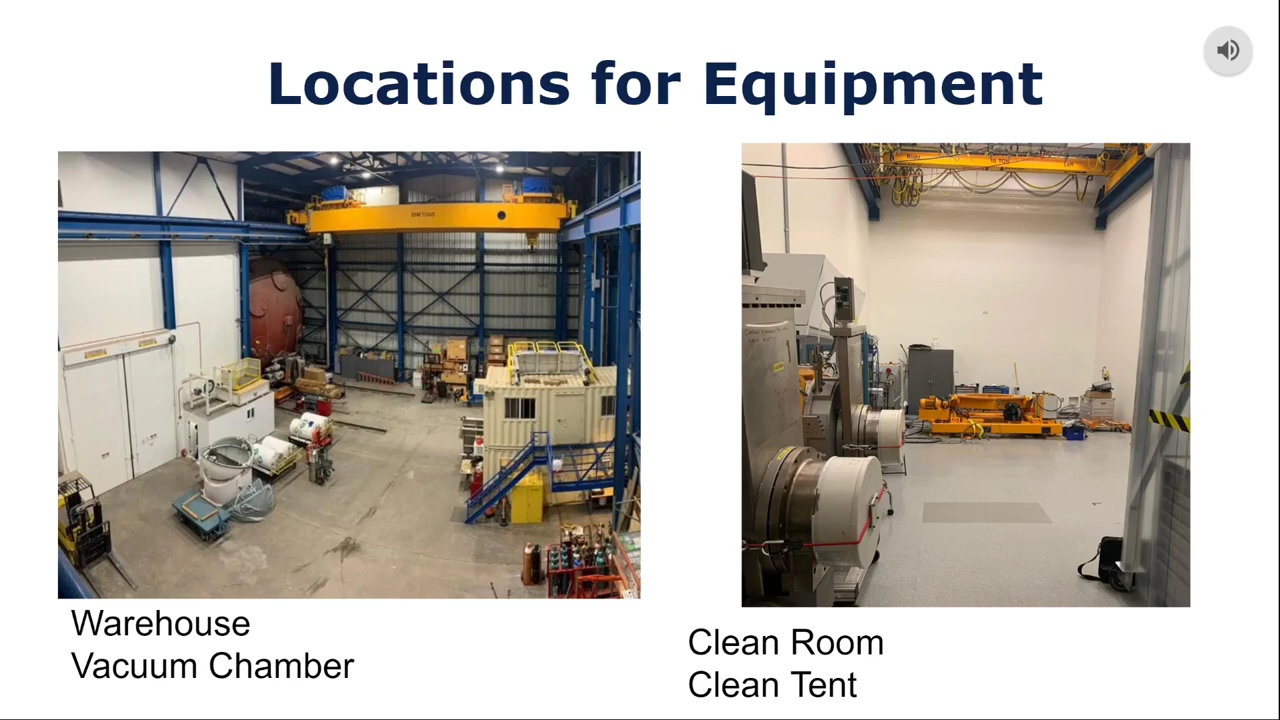 Locations for Equipment
Warehouse
Vacuum Chamber
Clean Room
Clean Tent